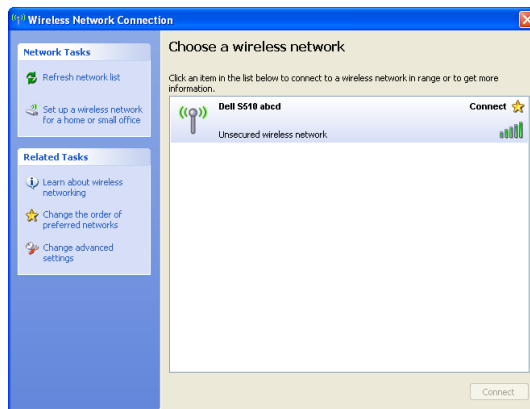 Wireless Network Connection
Network Tasks
Refresh network list
Set up a wireless network
for a home or small office
Related Tasks
Learn about wireless
networking
Change the order of
preferred networks
Change advanced
settings
Choose a wireless network
Click an item in the list below to connect to a wireless network in range or to get more
information.
Dell S510 abcd
Connect
Unsecured wireless network
Connect